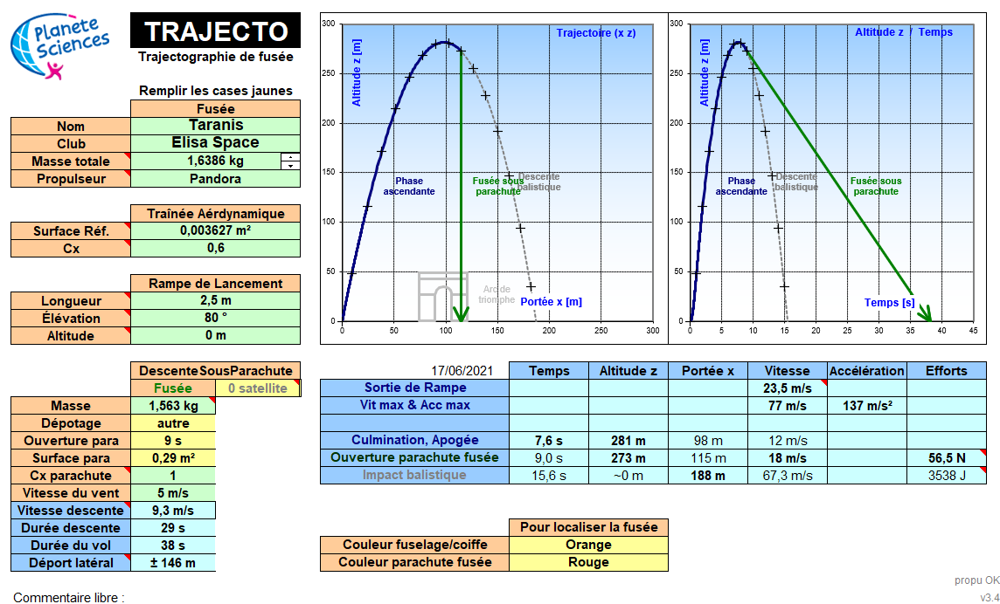 Planete
Sciences
TRAJECTO
Trajectographie de fusée
Remplir les cases jaunes
Fusée
Nom Taranis
Club Elisa Space
Masse totale 1,6386 kg
Propulseur Pandora
Traînée Aérdynamique
Surface Réf. 0,003627 m²
Cx 0,6
Rampe de Lancement
Longueur 2,5 m
Élévation 80 °
Altitude 0 m
Trajectoire (x z)
Altitude z [m]
300
250
200
150
100
50
0
Phase
ascendante
Fusée sous
parachute
Descente
balistique
Arc de
triomphe
Portée x [m]
0 50 100 150 200 250 300
Altitude z / Temps
Altitude z [m]
300
250
200
150
100
50
0
Phase
ascendante
Descente
balistique
Fusée sous
parachute
Temps [s]
0 5 10 15 20 25 30 35 40 45
Descente Sous Parachute
Fusée 0 satellite
Masse 1,563 kg
Dépotage autre
Ouverture para 9 s
Surface para 0,29 m²
Cx parachute 1
Vitesse du vent 5 m/s
Vitesse descente 9,3 m/s
Durée descente 29 s
Durée du vol 38 s
Déport latéral ± 146 m
17/06/2021 Temps Altitude z Portée x Vitesse Accélération Efforts
Sortie de Rampe 23,5 m/s
Vit max & Acc max 77 m/s 137 m/s²
Culmination, Apogée 7,6 s 281 m 98 m 12 m/s
Ouverture parachute fusée 9,0 s 273 m 115 m 18 m/s 56,5 N
Impact balistique 15,6 s ~0 m 188 m 67,3 m/s 3538 J
Pour localiser la fusée
Couleur fuselage/coiffe Orange
Couleur parachute fusée Rouge
propu OK
v3.4
Commentaire libre :